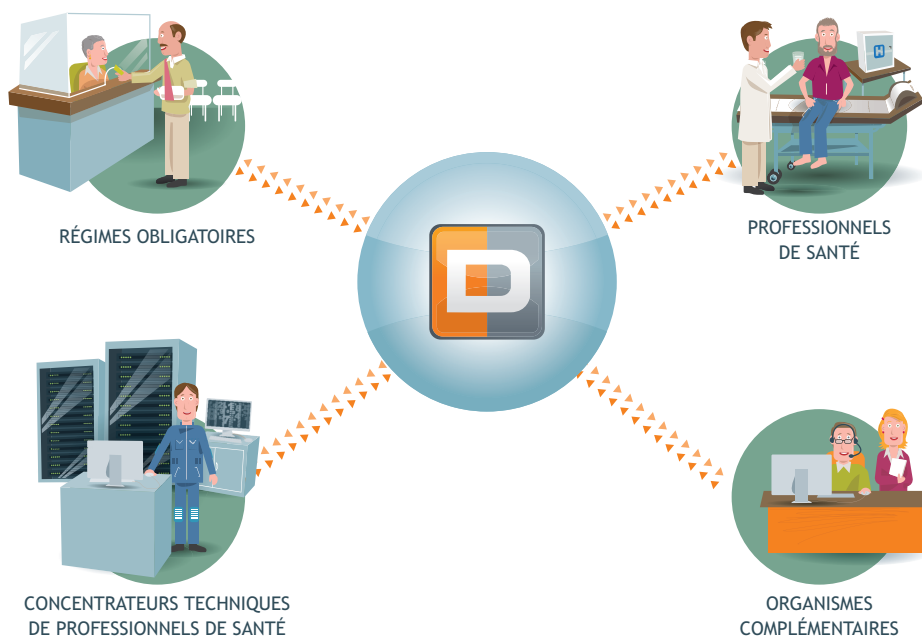 RÉGIMES OBLIGATOIRES
PROFESSIONNELS
DE SANTÉ
D
H
CONCENTRATEURS TECHNIQUES
DE PROFESSIONNELS DE SANTÉ
ORGANISMES
COMPLÉMENTAIRES